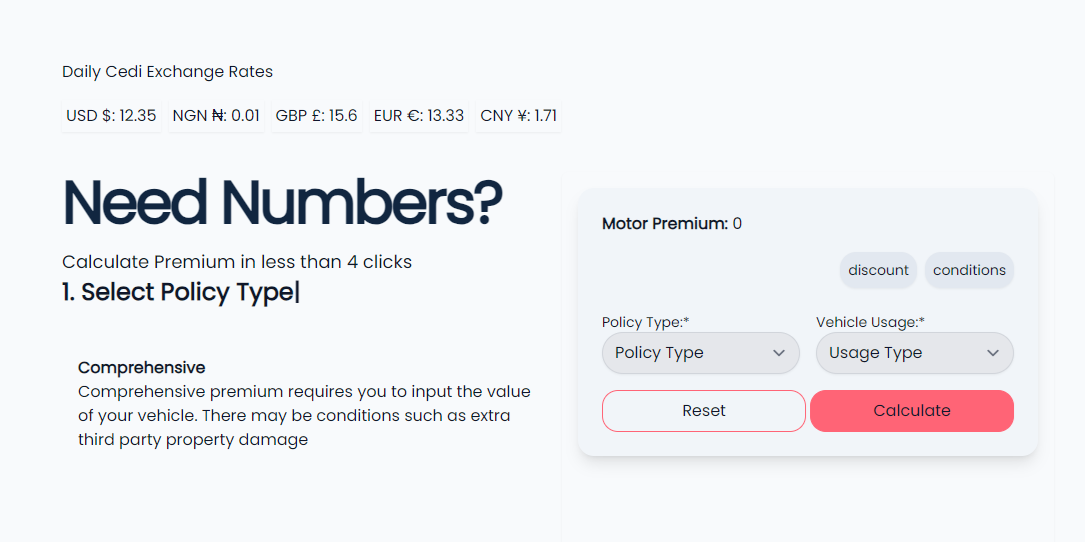 Daily Cedi Exchange Rates
USD $: 12.35 NGN ₦: 0.01 GBP £: 15.6 EUR €: 13.33 CNY ¥: 1.71
Need Numbers?
Calculate Premium in less than 4 clicks
1. Select Policy Type|
Comprehensive
Comprehensive premium requires you to input the value
of your vehicle. There may be conditions such as extra
third party property damage
Motor Premium: 0
discount conditions
Policy Type:* Vehicle Usage:*
Policy Type Usage Type
Reset Calculate